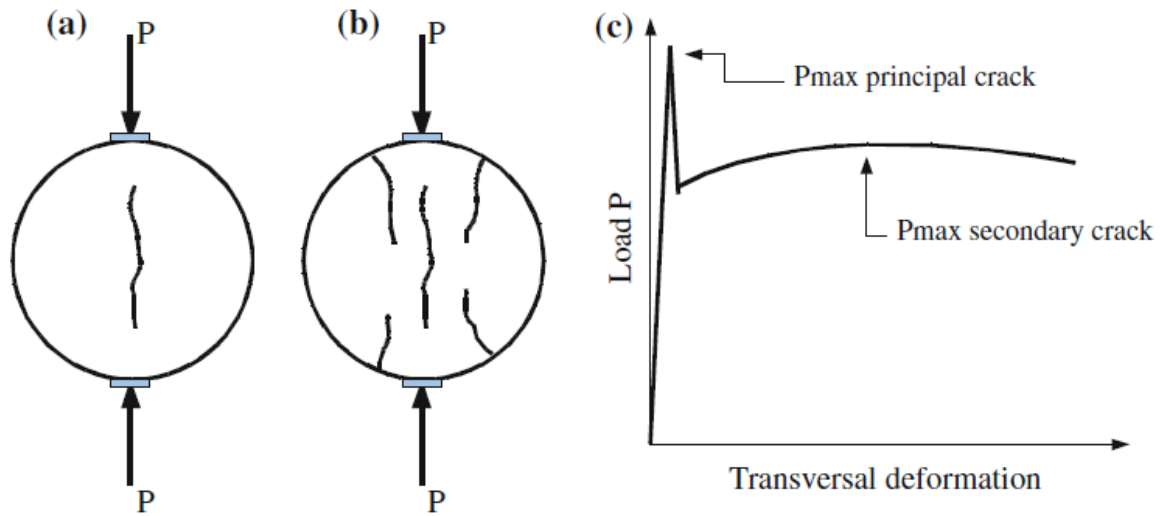 (a)
P
P
(b)
P
P
(c)
Pmax principal crack
Pmax secondary crack
Load P
Transversal deformation